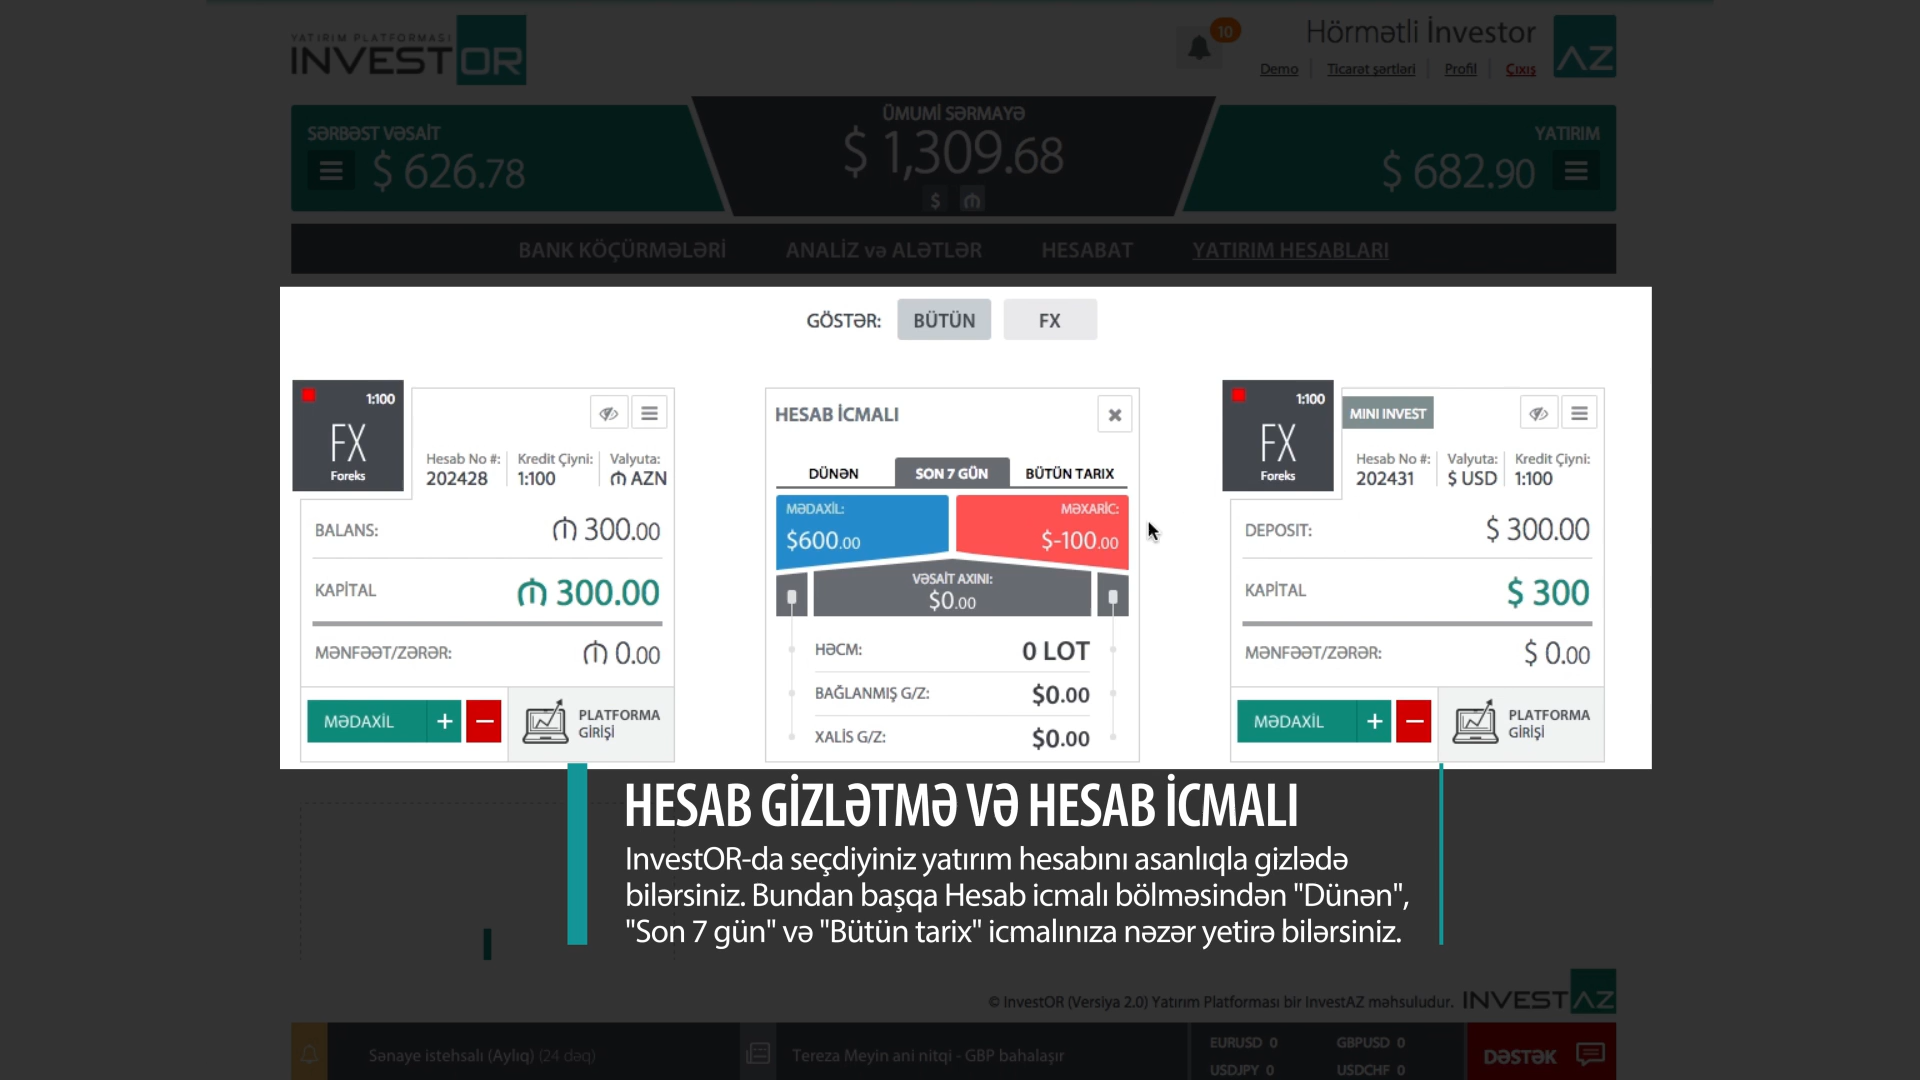 YATIRIM PLATFORMASI
INVESTOR
10
Hörmətli İnvestor
AZ
Demo
Ticarət şərtləri
Profil
Çıxış
SƏRBƏST VƏSAİT
$ 626.78
ÜMUMİ SƏRMAYƏ
$ 1,309.68
$ ₼
YATIRIM
$ 682.90
BANK KÖÇÜRMƏLƏRİ
ANALİZ və ALƏTLƏR
HESABAT
YATIRIM HESABLARI
GÖSTƏR:
BÜTÜN
FX
1:100
FX
Foreks
Hesab No #:
202428
Kredit Çiyni:
1:100
Valyuta:
₼ AZN
BALANS:
₼ 300.00
KAPİTAL
₼ 300.00
MƏNFƏƏT/ZƏRƏR:
₼ 0.00
MƏDAXİL +
−
PLATFORMA
GİRİŞİ
HESAB İCMALI
DÜNƏN
SON 7 GÜN
BÜTÜN TARIX
MƏDAXİL:
$600.00
MƏXARİC:
$-100.00
VƏSAİT AXINI:
$0.00
HƏCM:
0 LOT
BAĞLANMIŞ G/Z:
$0.00
XALİS G/Z:
$0.00
1:100
FX
Foreks
MINI INVEST
Hesab No #:
202431
Valyuta:
$ USD
Kredit Çiyni:
1:100
DEPOSIT:
$ 300.00
KAPİTAL
$ 300
MƏNFƏƏT/ZƏRƏR:
$ 0.00
MƏDAXİL +
−
PLATFORMA
GİRİŞİ
HESAB GİZLƏTMƏ VƏ HESAB İCMALI
InvestOR-da seçdiyiniz yatırım hesabını asanlıqla gizlədə
bilərsiniz. Bundan başqa Hesab icmalı bölməsindən "Dünən",
"Son 7 gün" və "Bütün tarix" icmalınıza nəzər yetirə bilərsiniz.
© InvestOR (Versiya 2.0) Yatırım Platforması bir InvestAZ məhsuludur.
INVESTAZ
Sənaye istehsalı (Aylıq) (24 dəq)
Tereza Meyin ani nitqi - GBP bahalaşır
EURUSD 0
GBPUSD 0
USDJPY 0
USDCHF 0
DƏSTƏK